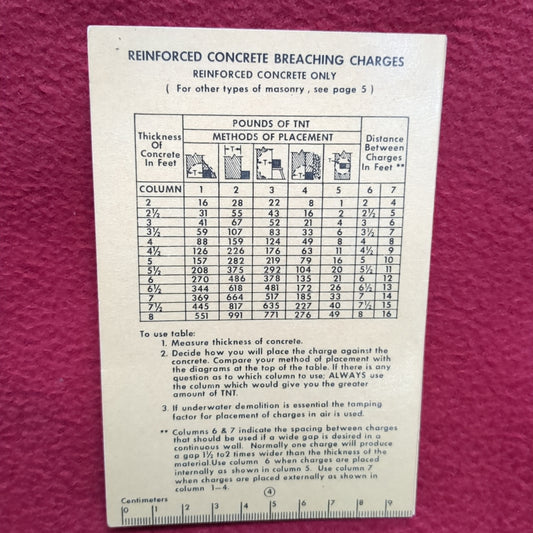 REINFORCED CONCRETE BREACHING CHARGES
REINFORCED CONCRETE ONLY
( For other types of masonry , see page 5 )
POUNDS OF TNT
Thickness Of Concrete In Feet METHODS OF PLACEMENT Distance Between Charges In Feet **
COLUMN 1 2 3 4 5 6 7
2 16 28 22 8 1 2 4
2½ 31 55 43 16 2 2½ 5
3 41 67 52 21 4 3 6
3½ 59 107 83 33 6 3½ 7
4 88 159 124 49 8 4 8
4½ 126 226 176 63 11 4½ 9
5 157 282 219 79 16 5 10
5½ 208 375 292 104 20 5½ 11
6 270 486 378 135 21 6 12
6½ 344 618 481 172 26 6½ 13
7 369 664 517 185 33 7 14
7½ 445 817 635 227 40 7½ 15
8 551 991 771 276 49 8 16
To use table:
1. Measure thickness of concrete.
2. Decide how you will place the charge against the
concrete. Compare your method of placement with
the diagrams at the top of the table. If there is any
question as to which column to use; ALWAYS use
the column which would give you the greater
amount of TNT.
3. If underwater demolition is essential the tamping
factor for placement of charges in air is used.
** Columns 6 & 7 indicate the spacing between charges
that should be used if a wide gap is desired in a
continuous wall. Normally one charge will produce
a gap 1½ to2 times wider than the thickness of the
material.Use column 6 when charges are placed
internally as shown in column 5. Use column 7
when charges are placed externally as shown in
column 1-4.
4
Centimeters
0 1 2 3 4 5 6 7 8 9